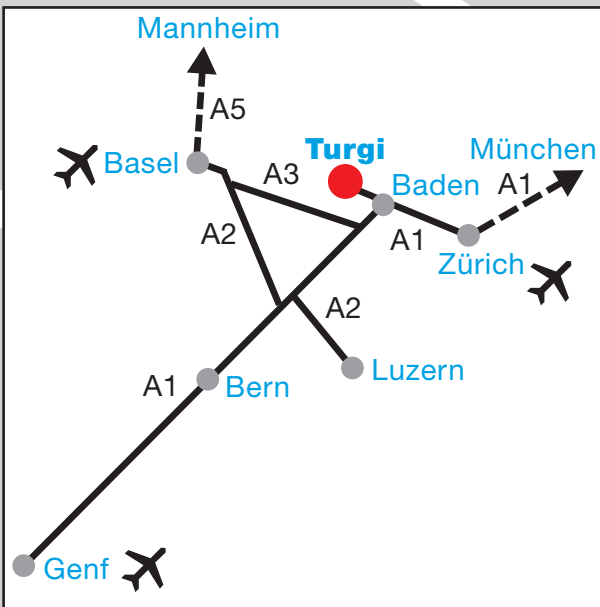 Mannheim
A5
Turgi
München
Basel
A3
Baden
A1
A2
A1
Zürich
A2
Luzern
A1
Bern
Genf